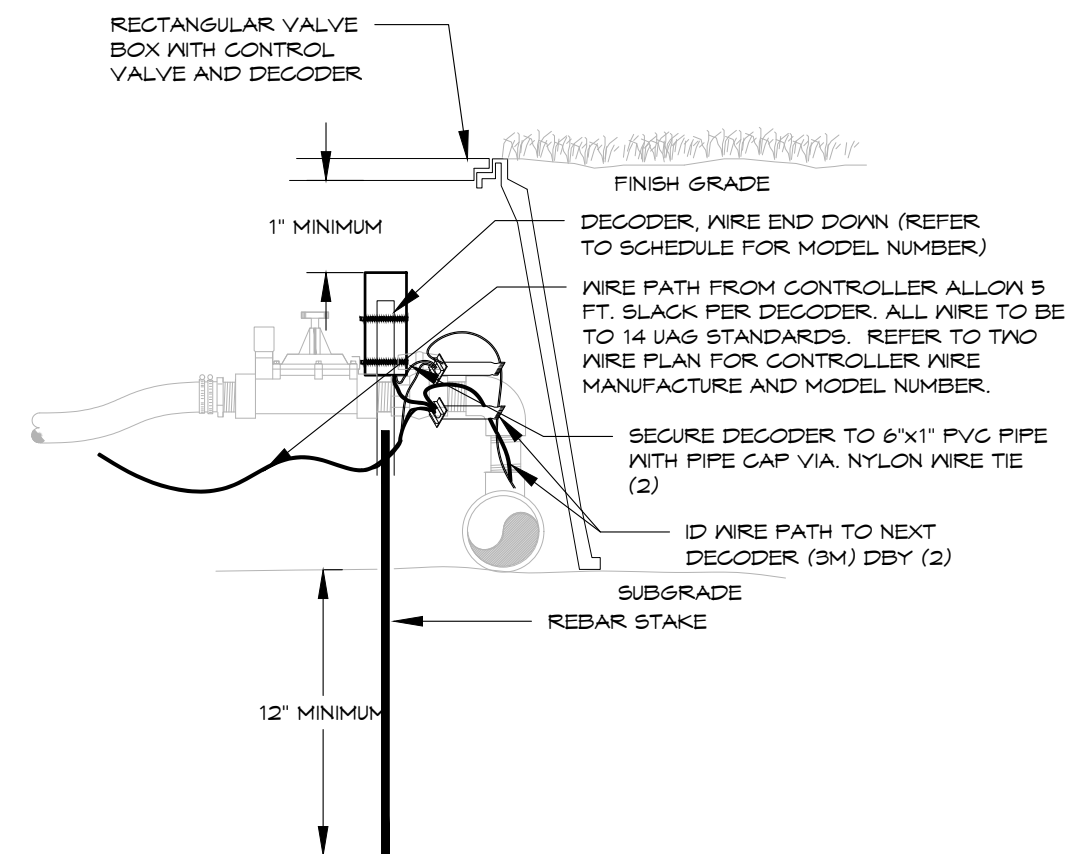 RECTANGULAR VALVE
BOX WITH CONTROL
VALVE AND DECODER
FINISH GRADE
1" MINIMUM
DECODER, WIRE END DOWN (REFER
TO SCHEDULE FOR MODEL NUMBER)
WIRE PATH FROM CONTROLLER ALLOW 5
FT. SLACK PER DECODER. ALL WIRE TO BE
TO 14 UAG STANDARDS. REFER TO TWO
WIRE PLAN FOR CONTROLLER WIRE
MANUFACTURE AND MODEL NUMBER.
SECURE DECODER TO 6"x1" PVC PIPE
WITH PIPE CAP VIA. NYLON WIRE TIE
(2)
ID WIRE PATH TO NEXT
DECODER (3M) DBY (2)
SUBGRADE
REBAR STAKE
12" MINIMUM